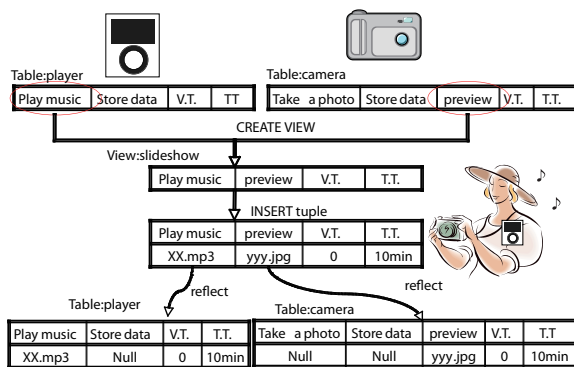 Table:player
Table:camera
Play music Store data V.T. TT
Take a photo Store data preview V.T. T.T.
CREATE VIEW
View:slideshow
Play music preview V.T. T.T.
INSERT tuple
Play music preview V.T. T.T.
XX.mp3 yyy.jpg 0 10min
reflect
reflect
Table:player
Table:camera
Play music Store data V.T. T.T.
XX.mp3 Null 0 10min
Take a photo Store data preview V.T. T.T
Null Null yyy.jpg 0 10min